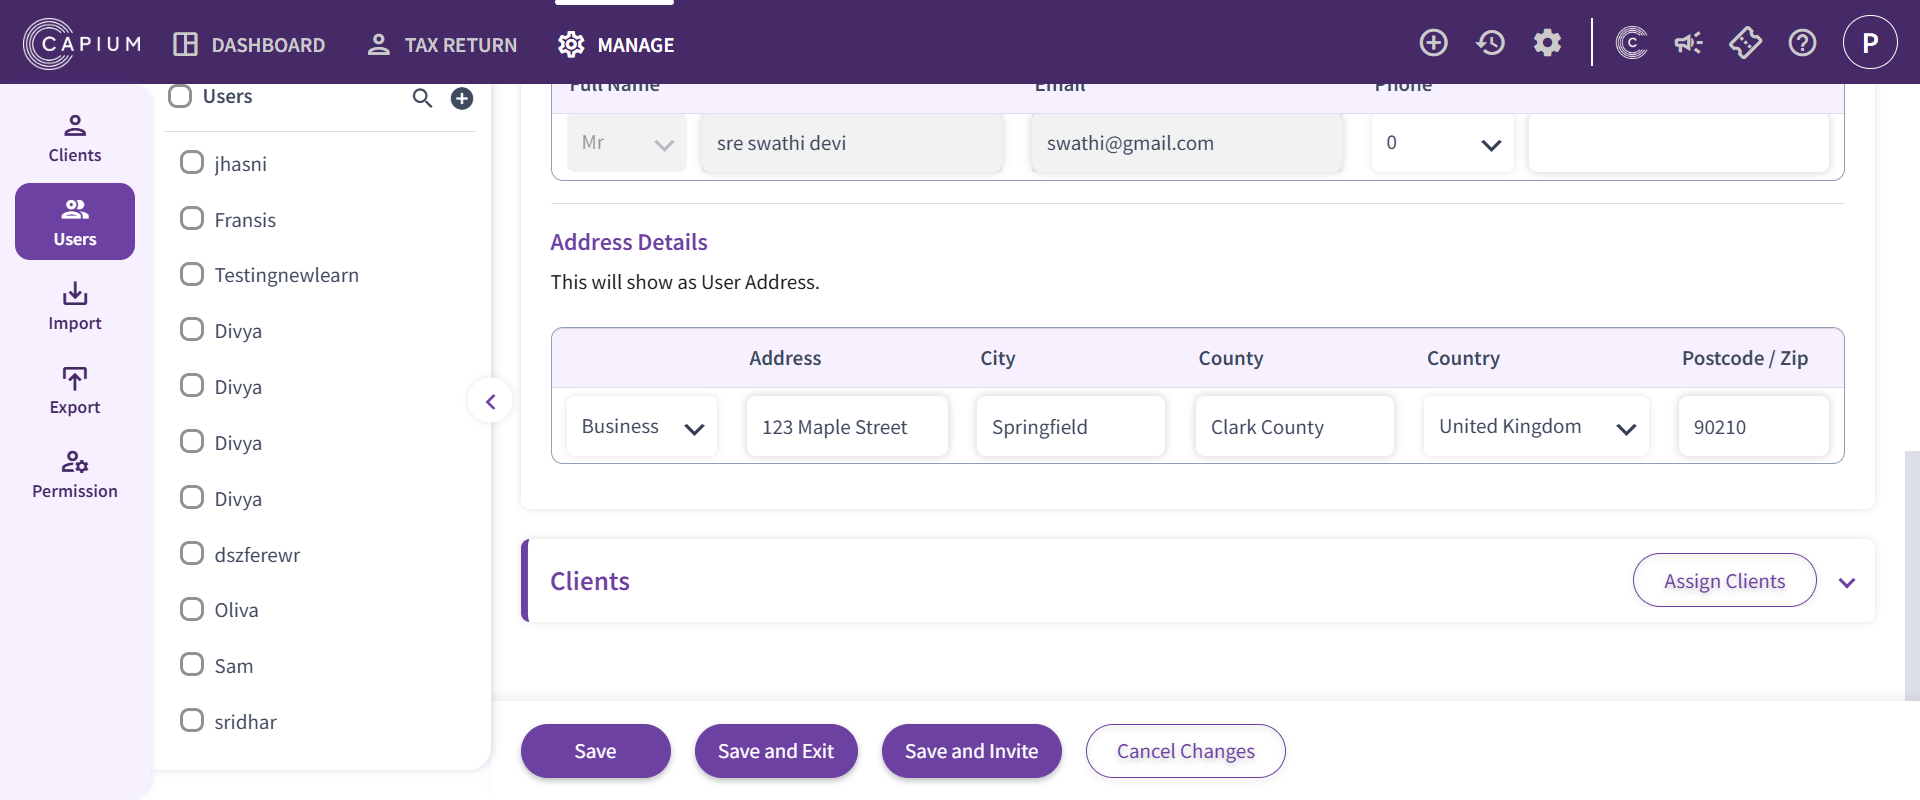 CAPIUM
DASHBOARD
TAX RETURN
MANAGE
C
P
Clients
Users
Import
Export
Permission
Users
jhasni
Fransis
Testingnewlearn
Divya
Divya
Divya
Divya
dszferewr
Oliva
Sam
sridhar
Full Name Email Phone
Mr sre swathi devi swathi@gmail.com 0
Address Details
This will show as User Address.
Address City County Country Postcode / Zip
Business 123 Maple Street Springfield Clark County United Kingdom 90210
Clients
Assign Clients
Save Save and Exit Save and Invite Cancel Changes